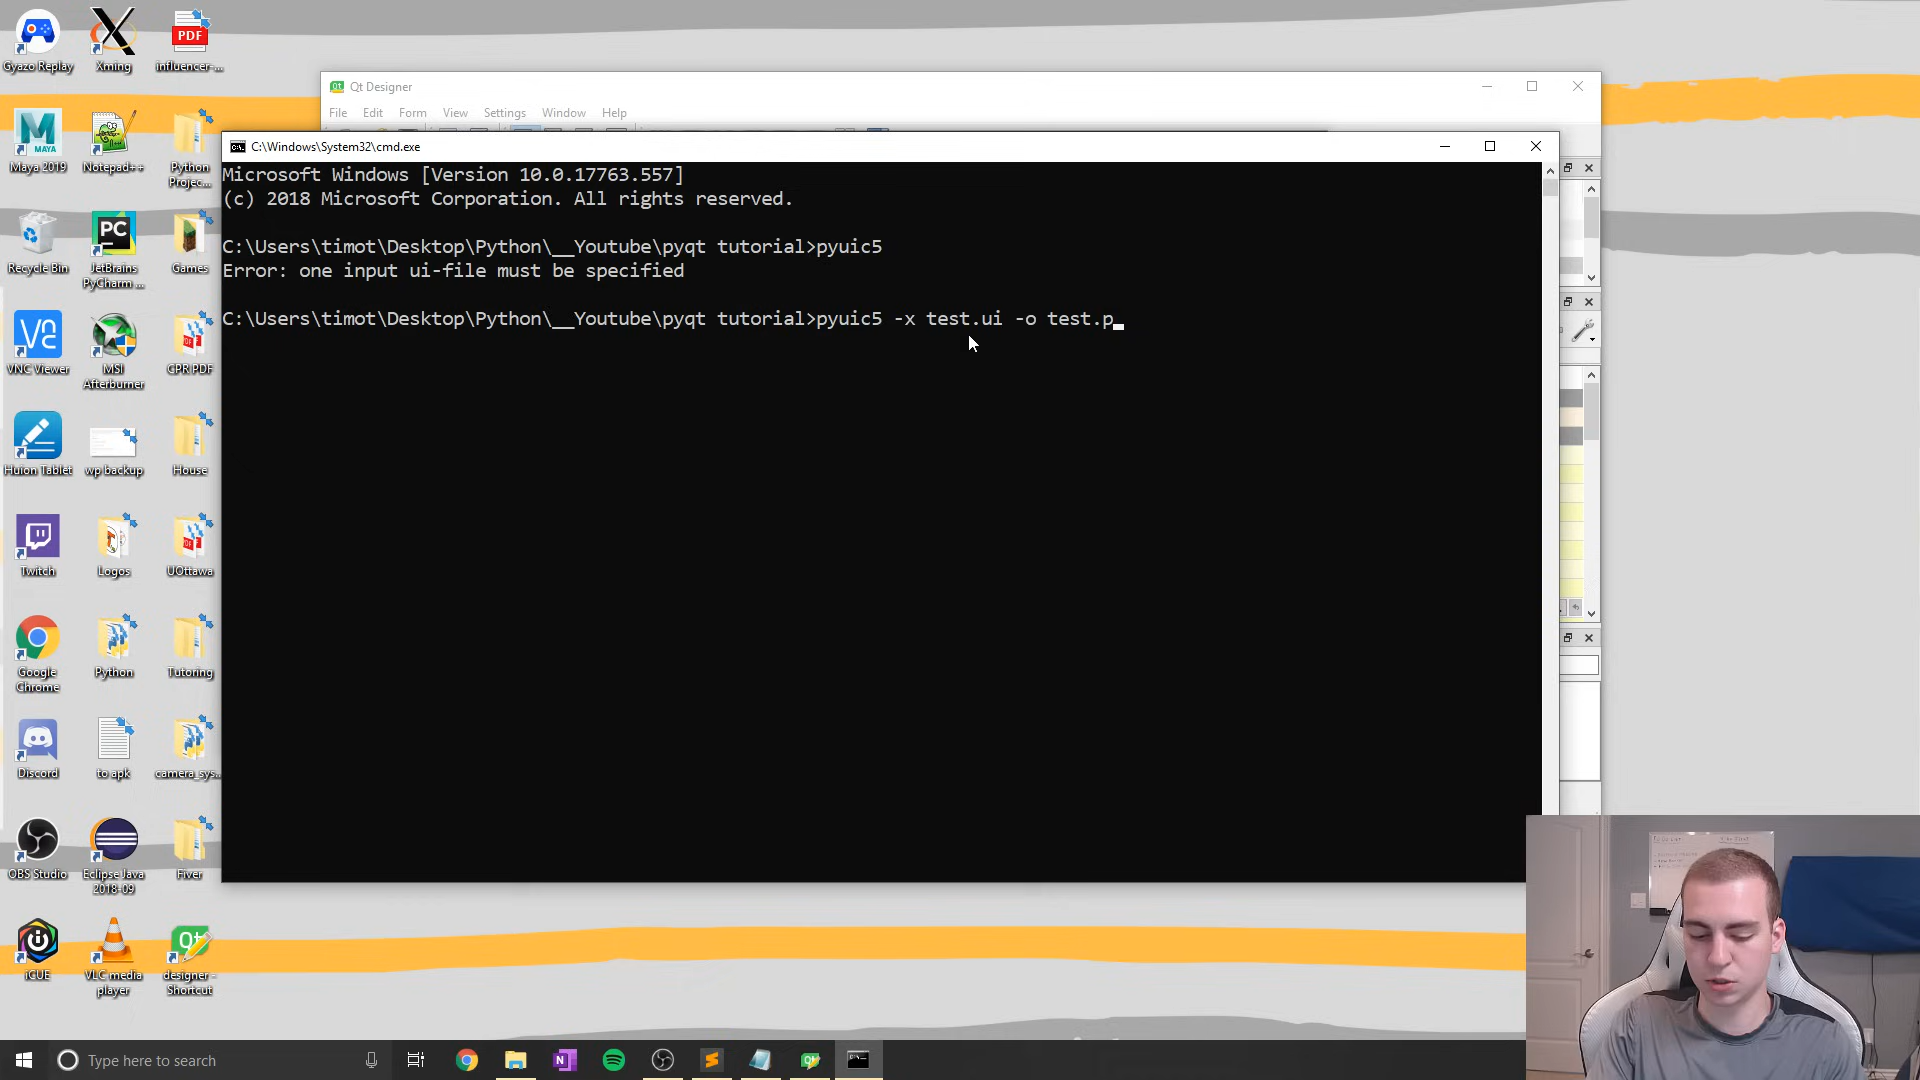 Gyazo Replay
Xming
PDF
influencer-...
Qt Designer
File Edit Form View Settings Window Help
C:\Windows\System32\cmd.exe
Microsoft Windows [Version 10.0.17763.557]
(c) 2018 Microsoft Corporation. All rights reserved.
C:\Users\timot\Desktop\Python\__Youtube\pyqt tutorial>pyuic5
Error: one input ui-file must be specified
C:\Users\timot\Desktop\Python\__Youtube\pyqt tutorial>pyuic5 -x test.ui -o test.p
MAYA
Maya 2019
Notepad++
Python
Projec...
Recycle Bin
PC
JetBrains
PyCharm ...
Games
VNC Viewer
MSI
Afterburner
CPR PDF
Huion Tablet
wp backup
House
Twitch
Logos
UOttawa
Google
Chrome
Python
Tutoring
Discord
to apk
camera_sys...
OBS Studio
Eclipse Java
2018-09
Fiver
iCUE
VLC media
player
designer -
Shortcut
Type here to search